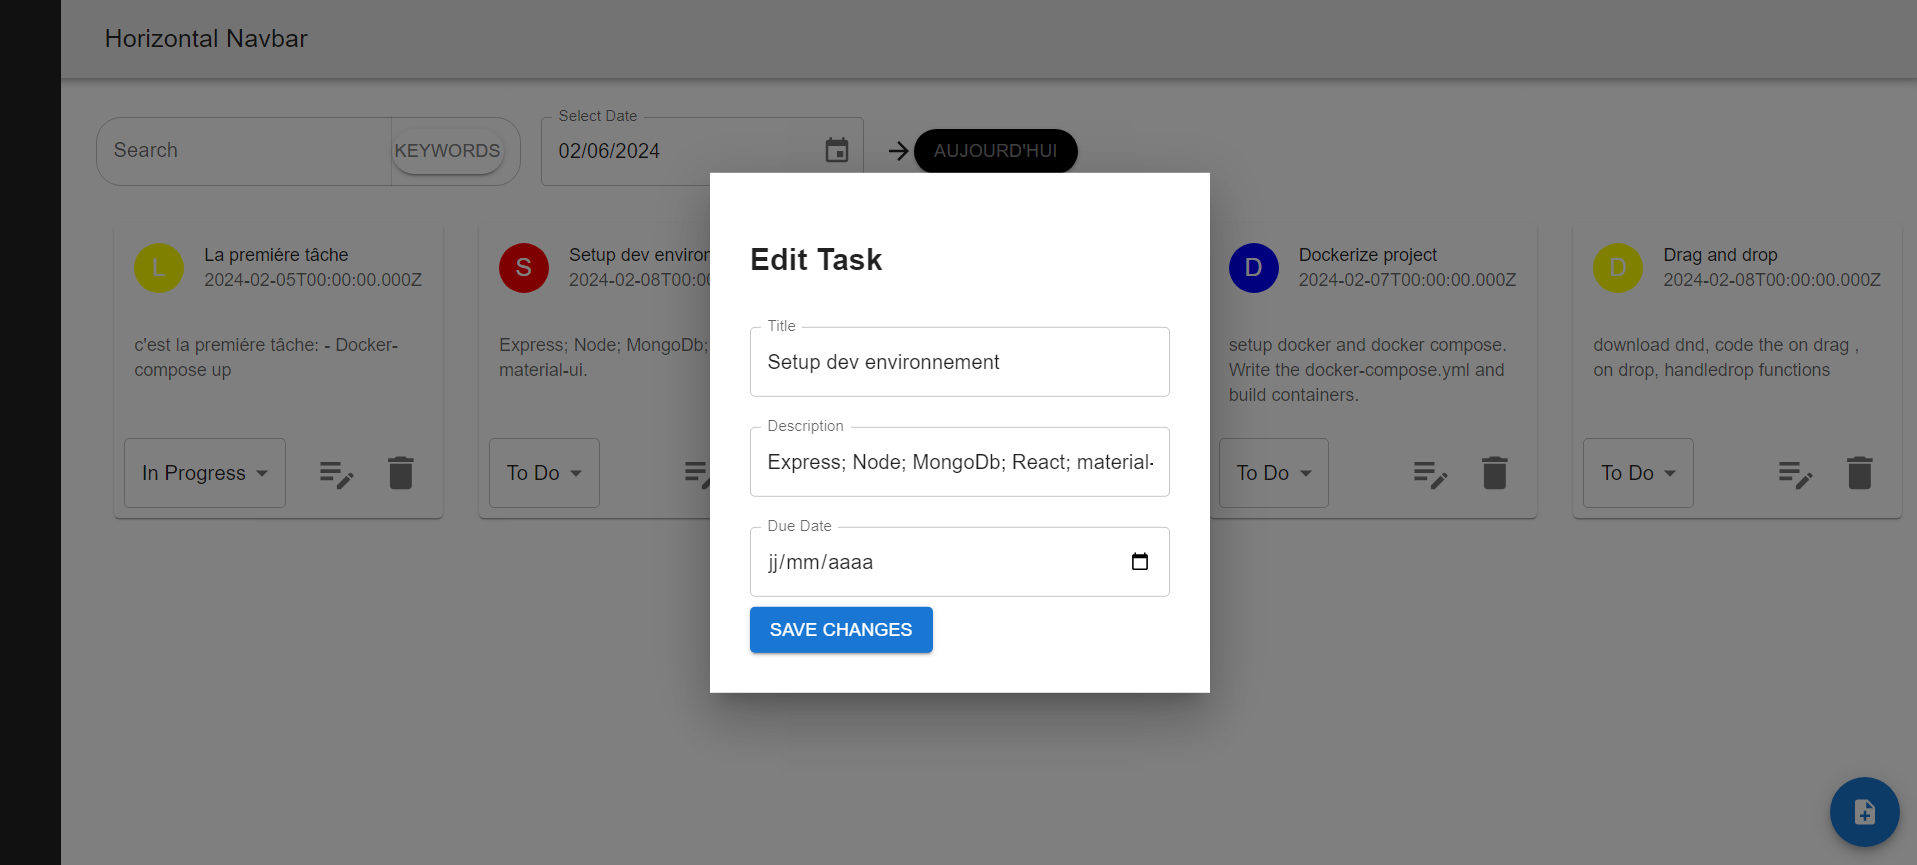 Horizontal Navbar
Search
KEYWORDS
Select Date
02/06/2024
AUJOURD'HUI
L
La premiére tâche
2024-02-05T00:00:00.000Z
c'est la premiére tâche: - Docker-
compose up
In Progress
S
Setup dev environ
2024-02-08T00:0
Express; Node; MongoDb;
material-ui.
To Do
Edit Task
Title
Setup dev environnement
Description
Express; Node; MongoDb; React; material-
Due Date
jj/mm/aaaa
SAVE CHANGES
D
Dockerize project
2024-02-07T00:00:00.000Z
setup docker and docker compose.
Write the docker-compose.yml and
build containers.
To Do
D
Drag and drop
2024-02-08T00:00:00.000Z
download dnd, code the on drag ,
on drop, handledrop functions
To Do